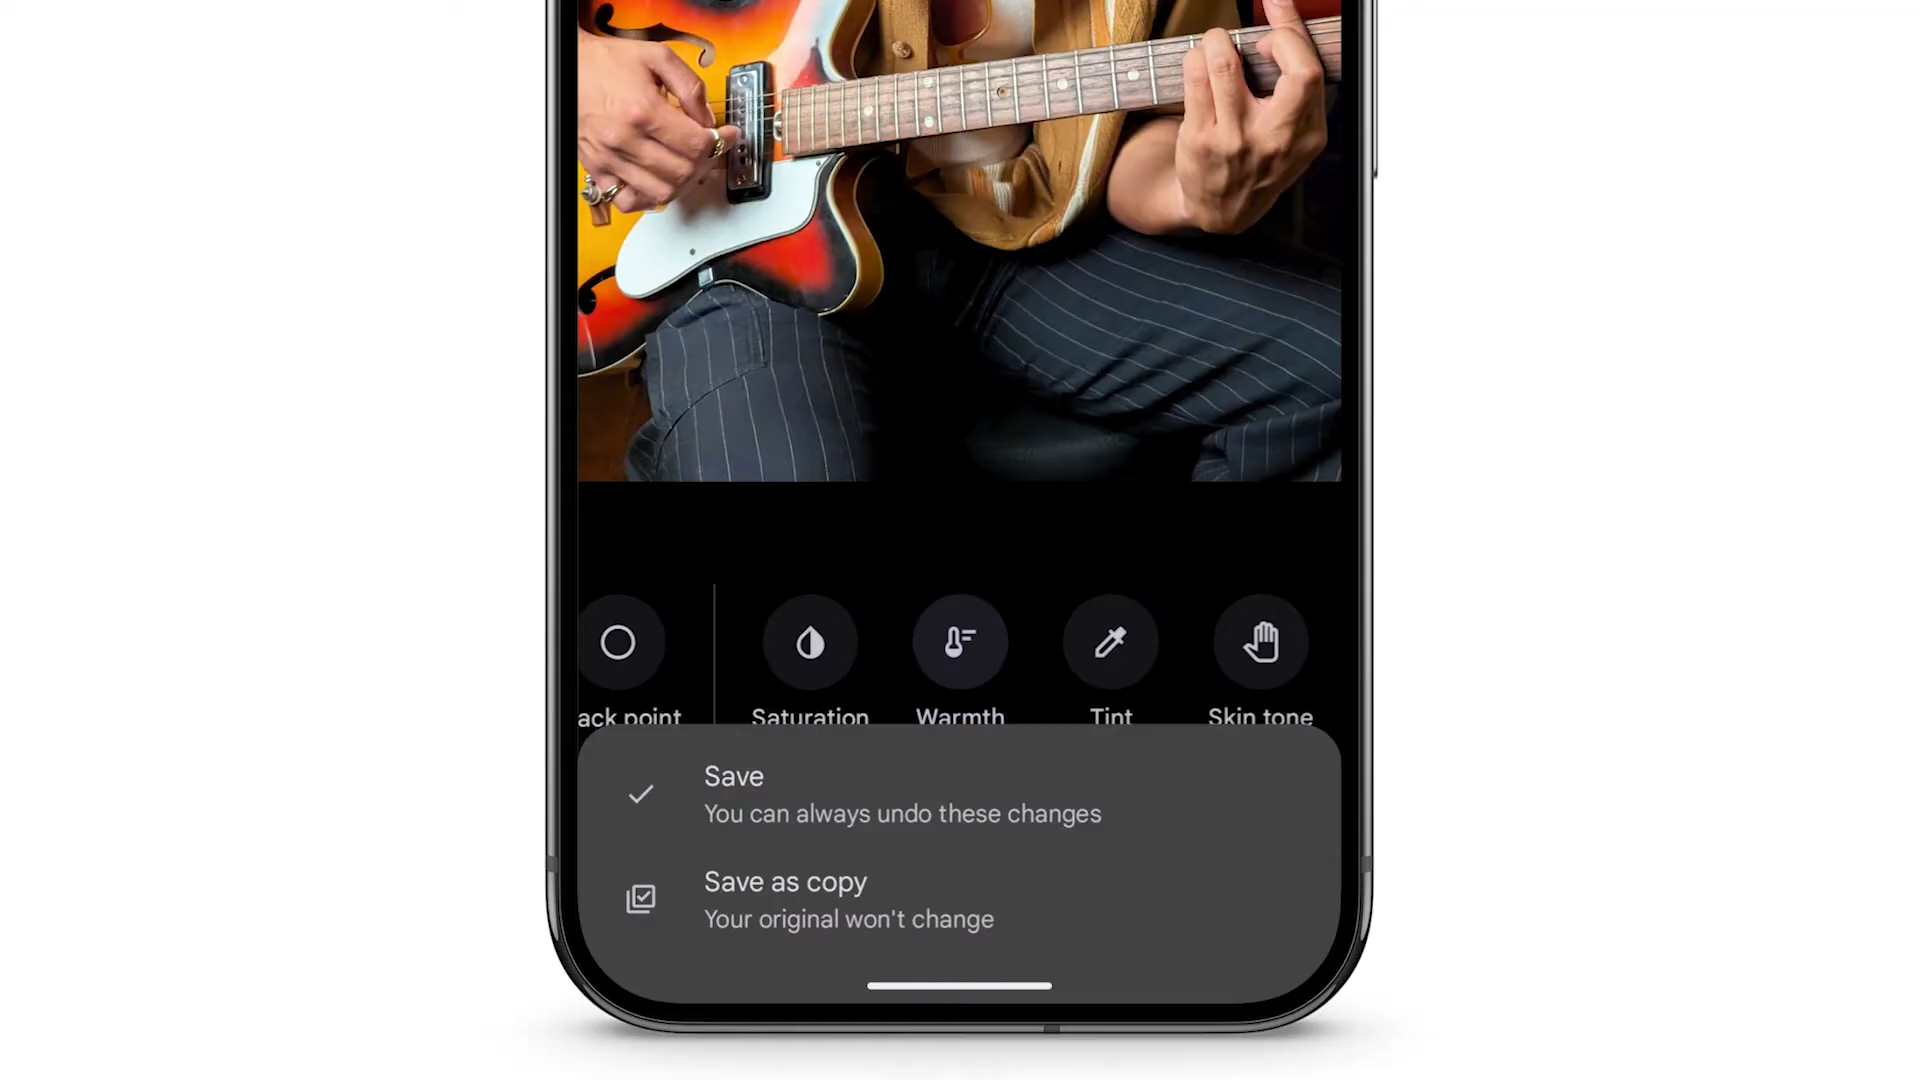 ack point Saturation Warmth Tint Skin tone
Save
You can always undo these changes
Save as copy
Your original won't change